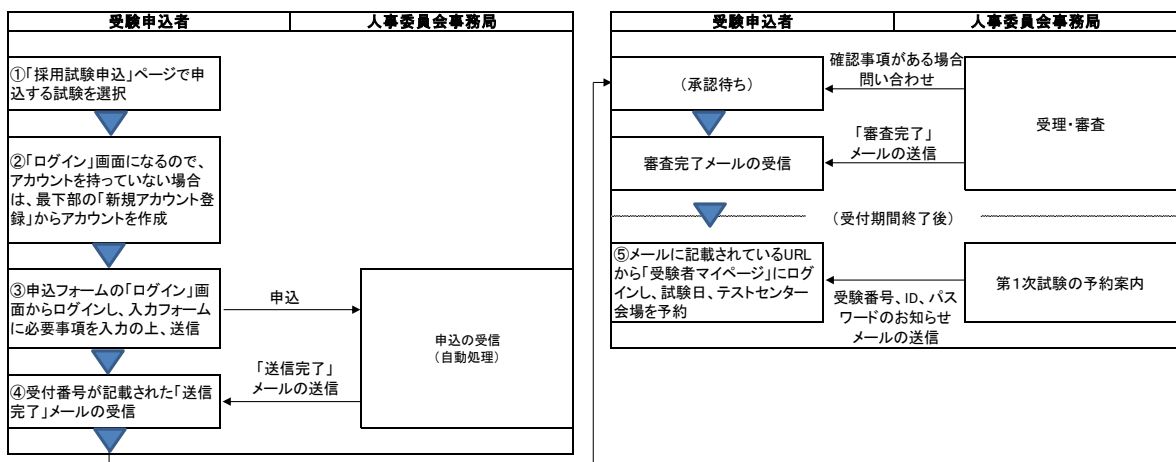 受験申込者
人事委員会事務局
①「採用試験申込」ページで申
込する試験を選択
②「ログイン」画面になるので、
アカウントを持っていない場合
は、最下部の「新規アカウント登
録」からアカウントを作成
③申込フォームの「ログイン」画
面からログインし、入力フォーム
に必要事項を入力の上、送信
申込
申込の受信
(自動処理)
④受付番号が記載された「送信
完了」メールの受信
「送信完了」
メールの送信
受験申込者
人事委員会事務局
(承認待ち)
確認事項がある場合
問い合わせ
受理・審査
審査完了メールの受信
「審査完了」
メールの送信
(受付期間終了後)
⑤メールに記載されているURL
から「受験者マイページ」にログ
インし、試験日、テストセンター
会場を予約
受験番号、ID、パス
ワードのお知らせ
メールの送信
第1次試験の予約案内